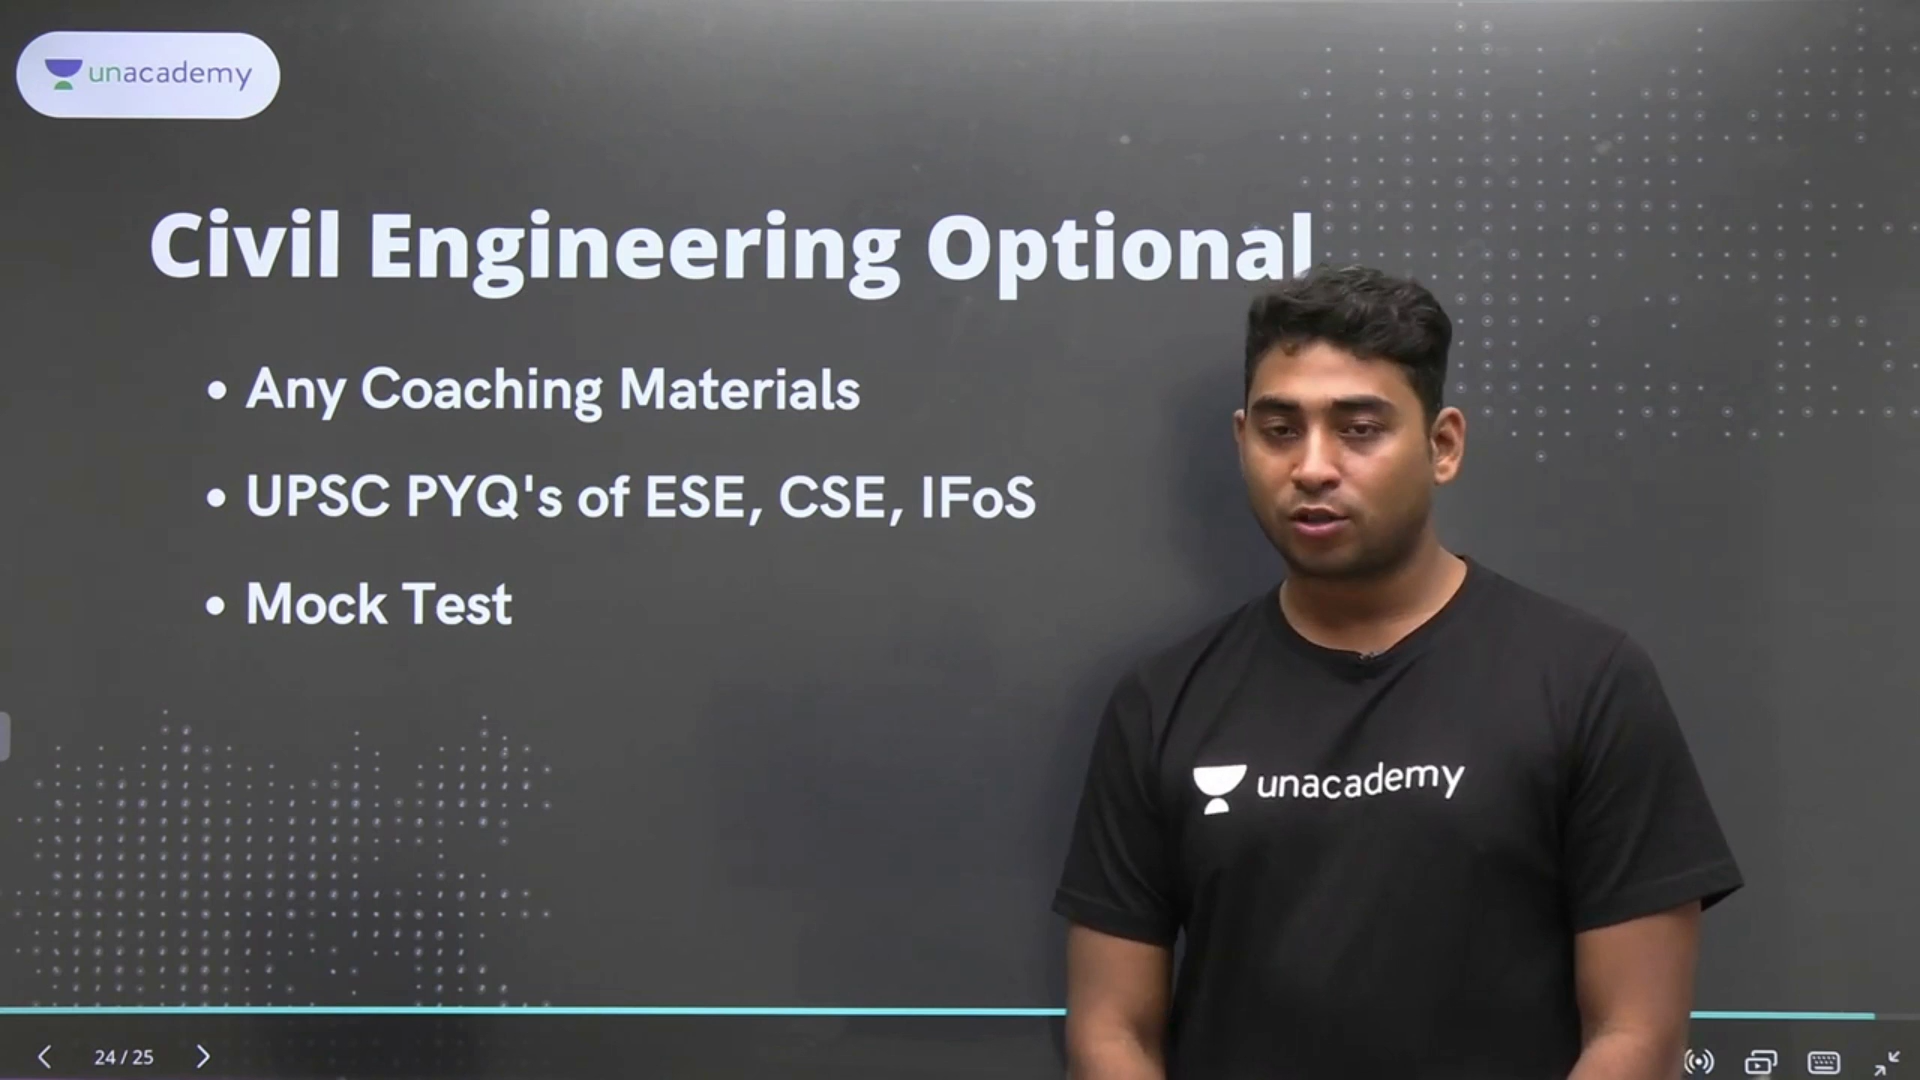 unacademy
Civil Engineering Optional
• Any Coaching Materials
• UPSC PYQ's of ESE, CSE, IFoS
• Mock Test
unacademy
24 / 25